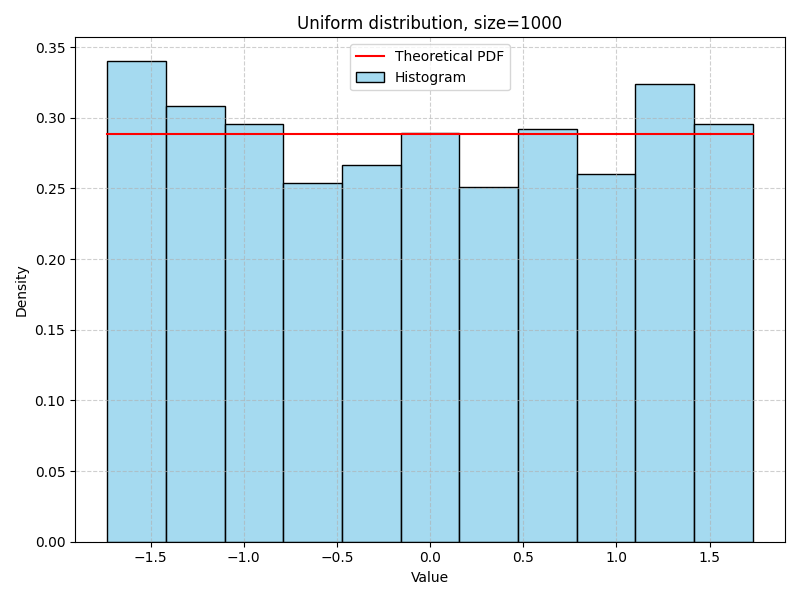 Uniform distribution, size=1000
Theoretical PDF
Histogram
Density
0.35
0.30
0.25
0.20
0.15
0.10
0.05
0.00
−1.5 −1.0 −0.5 0.0 0.5 1.0 1.5
Value